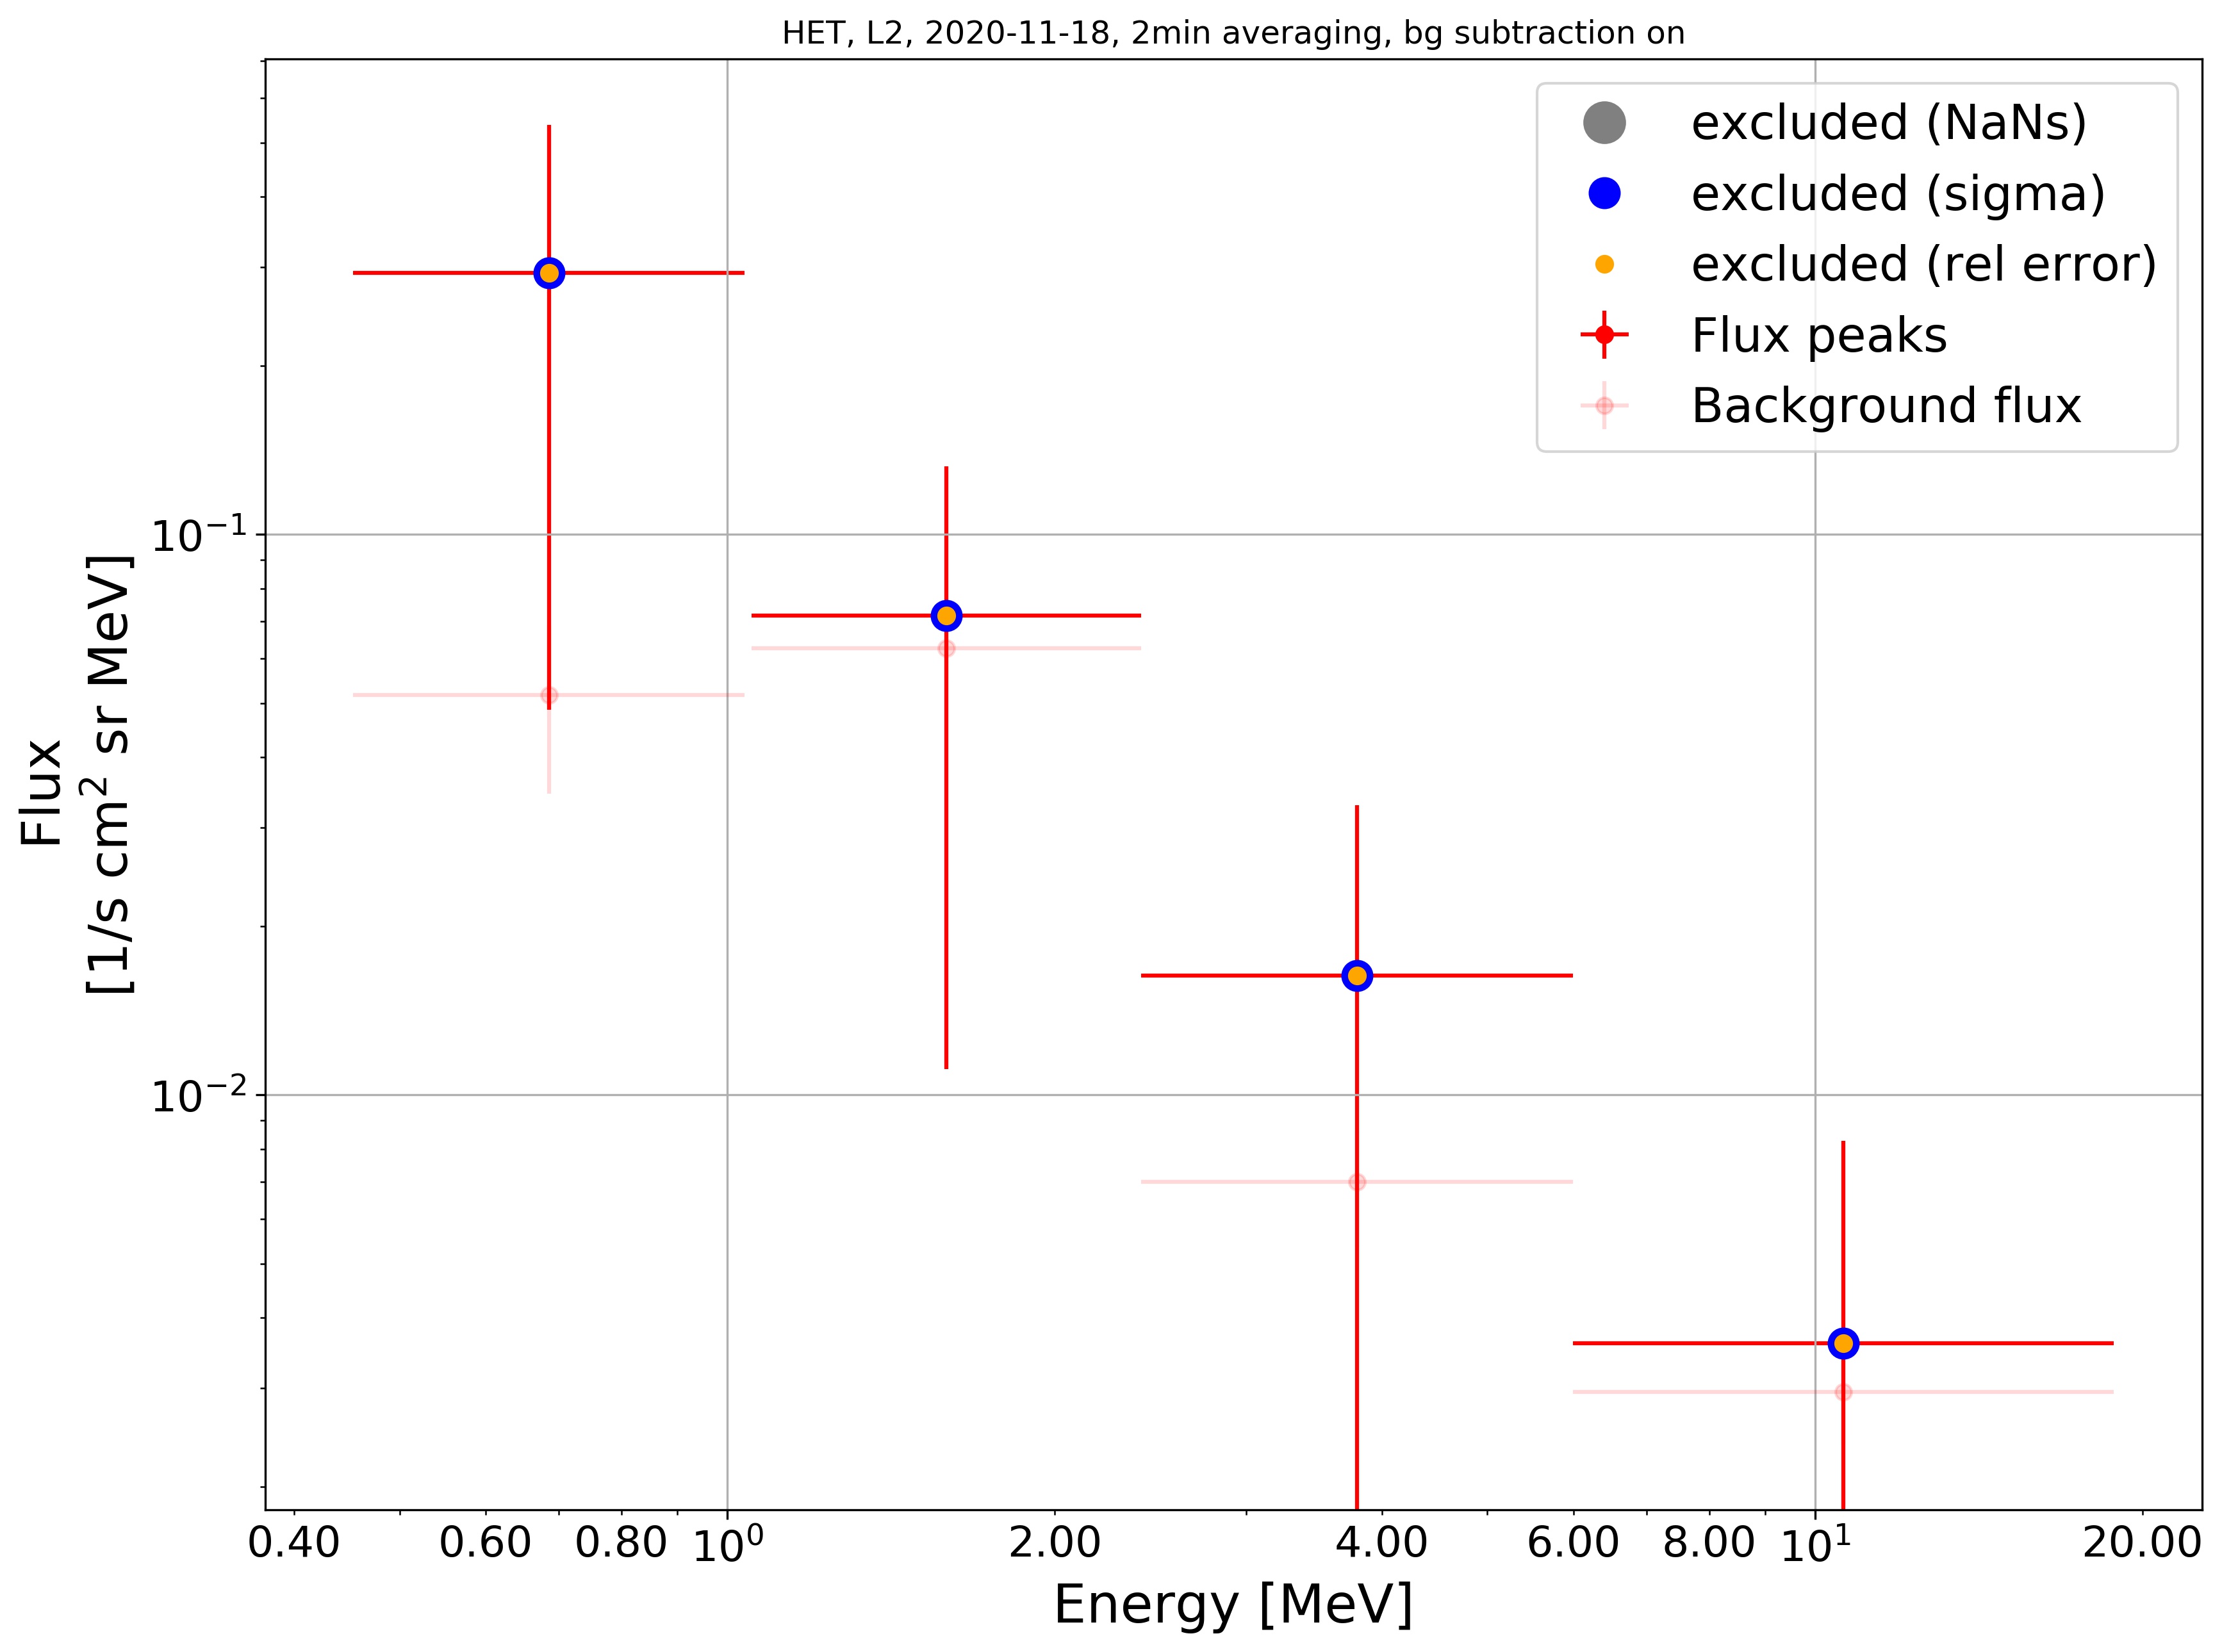 HET, L2, 2020-11-18, 2min averaging, bg subtraction on
excluded (NaNs)
excluded (sigma)
excluded (rel error)
Flux peaks
Background flux
Flux
[1/s cm² sr MeV]
10⁻¹
10⁻²
0.40 0.60 0.80 10⁰ 2.00 4.00 6.00 8.00 10¹ 20.00
Energy [MeV]